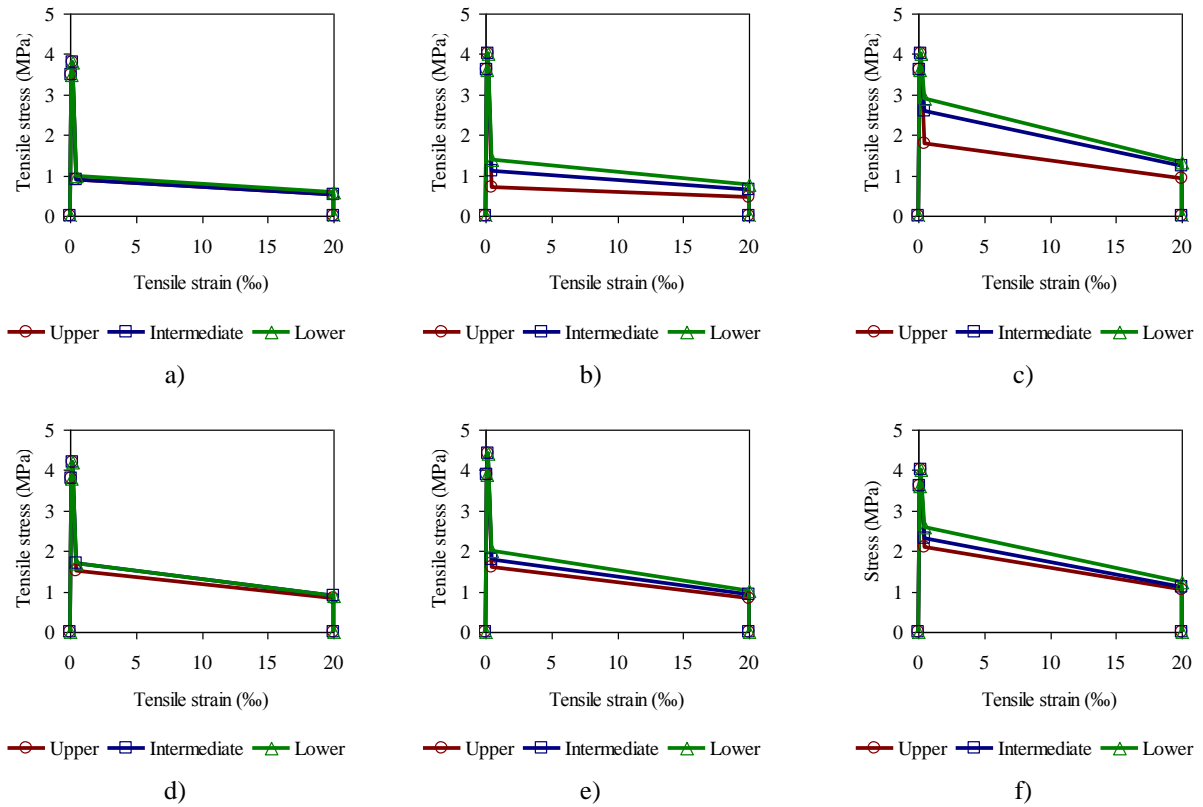 Tensile stress (MPa)
5
4
3
2
1
0
0 5 10 15 20
Tensile strain (‰)
Upper Intermediate Lower
a)
Tensile stress (MPa)
5
4
3
2
1
0
0 5 10 15 20
Tensile strain (‰)
Upper Intermediate Lower
b)
Tensile stress (MPa)
5
4
3
2
1
0
0 5 10 15 20
Tensile strain (‰)
Upper Intermediate Lower
c)
Tensile stress (MPa)
5
4
3
2
1
0
0 5 10 15 20
Tensile strain (‰)
Upper Intermediate Lower
d)
Tensile stress (MPa)
5
4
3
2
1
0
0 5 10 15 20
Tensile strain (‰)
Upper Intermediate Lower
e)
Stress (MPa)
5
4
3
2
1
0
0 5 10 15 20
Tensile strain (‰)
Upper Intermediate Lower
f)